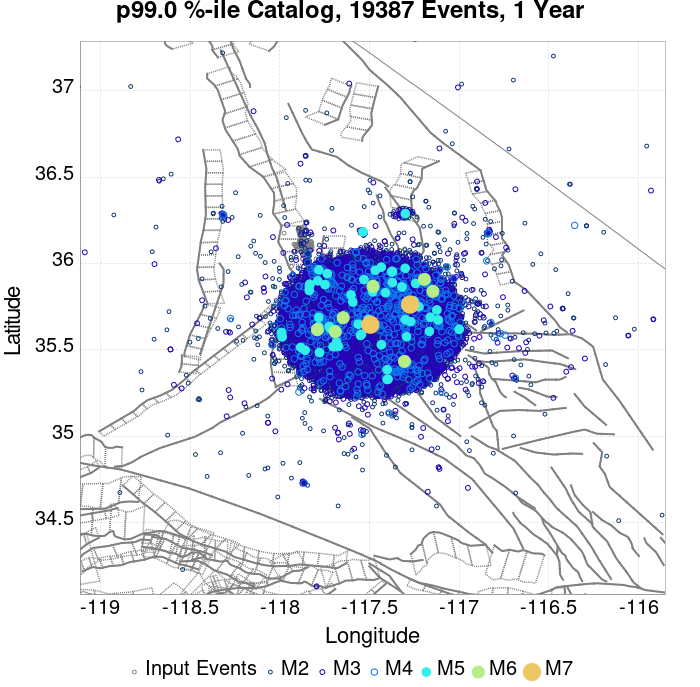 p99.0 %-ile Catalog, 19387 Events, 1 Year
37
36.5
36
35.5
35
34.5
Latitude
-119 -118.5 -118 -117.5 -117 -116.5 -116
Longitude
Input Events M2 M3 M4 M5 M6 M7